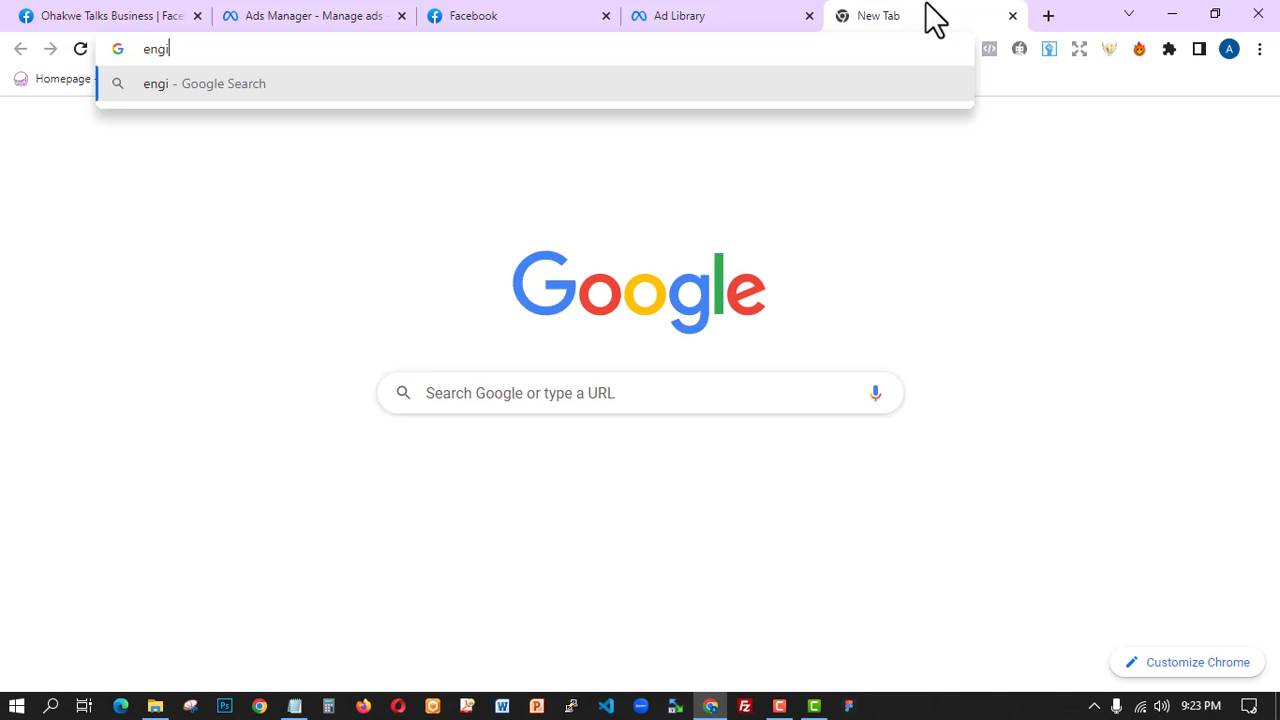 Ohakwe Talks Business | Face
Ads Manager - Manage ads -
Facebook
Ad Library
New Tab
engi
A
Homepage -
engi - Google Search
Google
Search Google or type a URL
Customize Chrome
9:23 PM